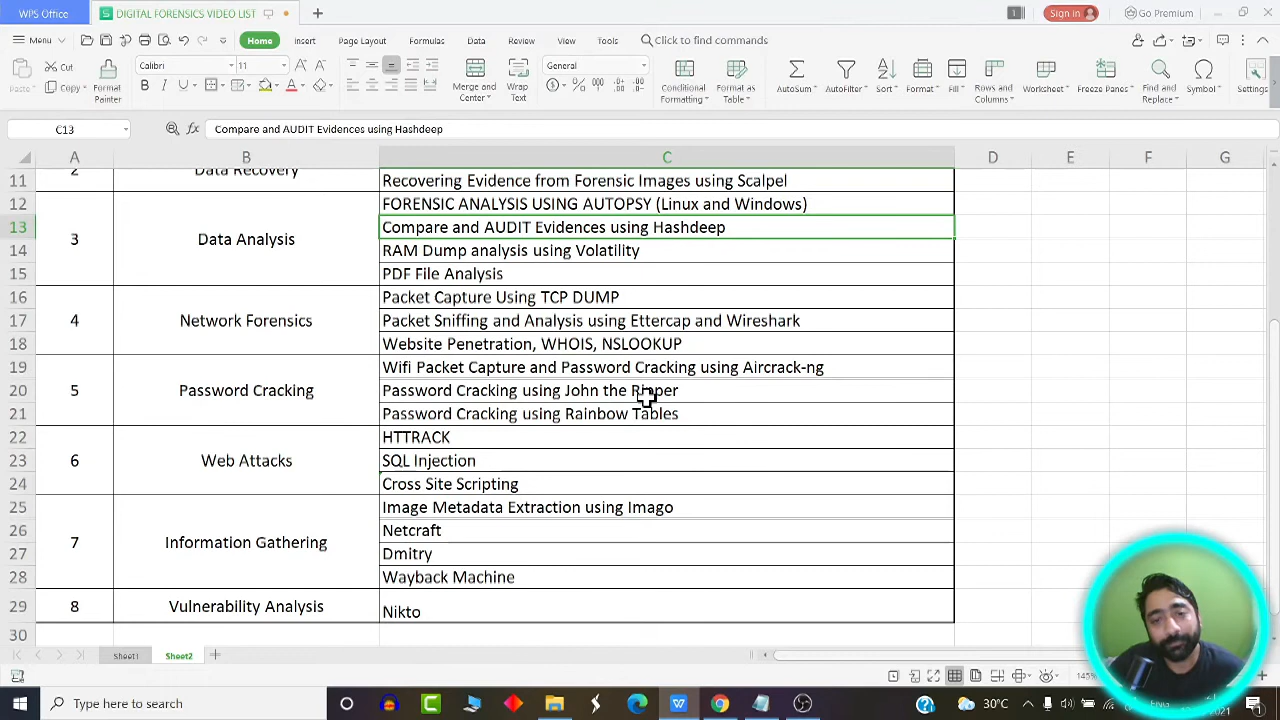 WPS Office
DIGITAL FORENSICS VIDEO LIST
Sign in
Go Premium
Menu
Home
Insert
Page Layout
Formulas
Data
Review
View
Tools
Click to find commands
Paste
Cut
Copy
Format Painter
Calibri
11
Merge and Center
Wrap Text
General
Conditional Formatting
Format as Table
AutoSum
AutoFilter
Sort
Format
Fill
Rows and Columns
Worksheet
Freeze Panes
Find and Replace
Symbol
Settings
C13
Compare and AUDIT Evidences using Hashdeep
A B C D E F G
2 Data Recovery
11 Recovering Evidence from Forensic Images using Scalpel
12 FORENSIC ANALYSIS USING AUTOPSY (Linux and Windows)
13 Compare and AUDIT Evidences using Hashdeep
3 Data Analysis
14 RAM Dump analysis using Volatility
15 PDF File Analysis
16 Packet Capture Using TCP DUMP
17 4 Network Forensics Packet Sniffing and Analysis using Ettercap and Wireshark
18 Website Penetration, WHOIS, NSLOOKUP
19 Wifi Packet Capture and Password Cracking using Aircrack-ng
20 5 Password Cracking Password Cracking using John the Ripper
21 Password Cracking using Rainbow Tables
22 HTTRACK
23 6 Web Attacks SQL Injection
24 Cross Site Scripting
25 Image Metadata Extraction using Imago
26 Netcraft
7 Information Gathering
27 Dmitry
28 Wayback Machine
29 8 Vulnerability Analysis Nikto
30
Sheet1
Sheet2
Type here to search
30°C
ENG